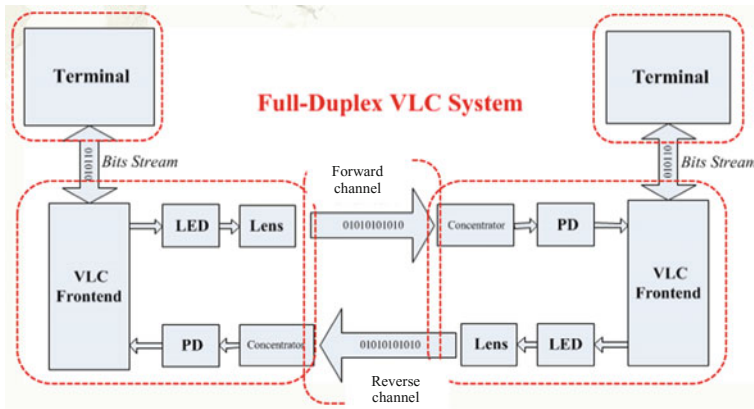 Terminal
Terminal
Full-Duplex VLC System
010110
Bits Stream
010110
Bits Stream
Forward
channel
VLC
Frontend
LED
Lens
01010101010
Concentrator
PD
VLC
Frontend
PD
Concentrator
01010101010
Lens
LED
Reverse
channel